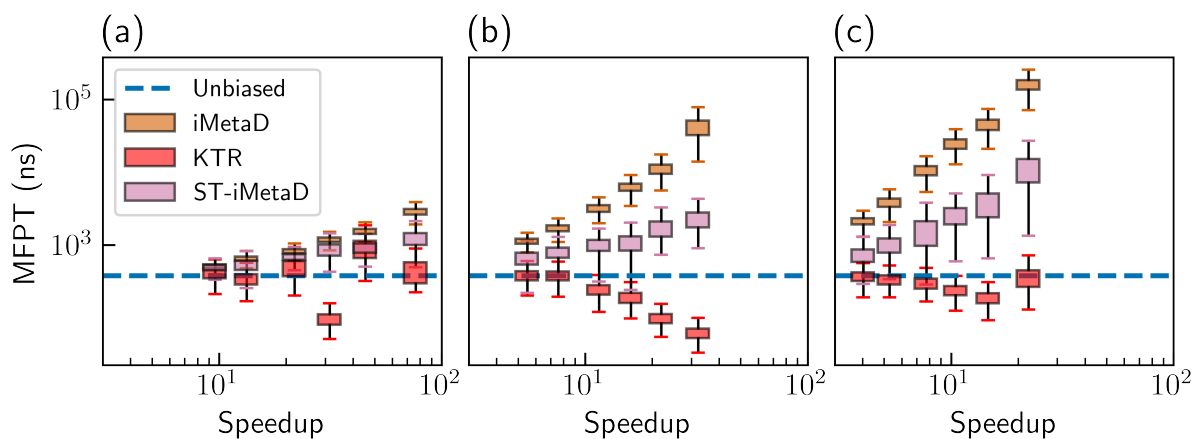 (a) (b) (c)
Unbiased
iMetaD
KTR
ST-iMetaD
MFPT (ns)
10^5
10^3
10^1 10^2 10^1 10^2 10^1 10^2
Speedup Speedup Speedup